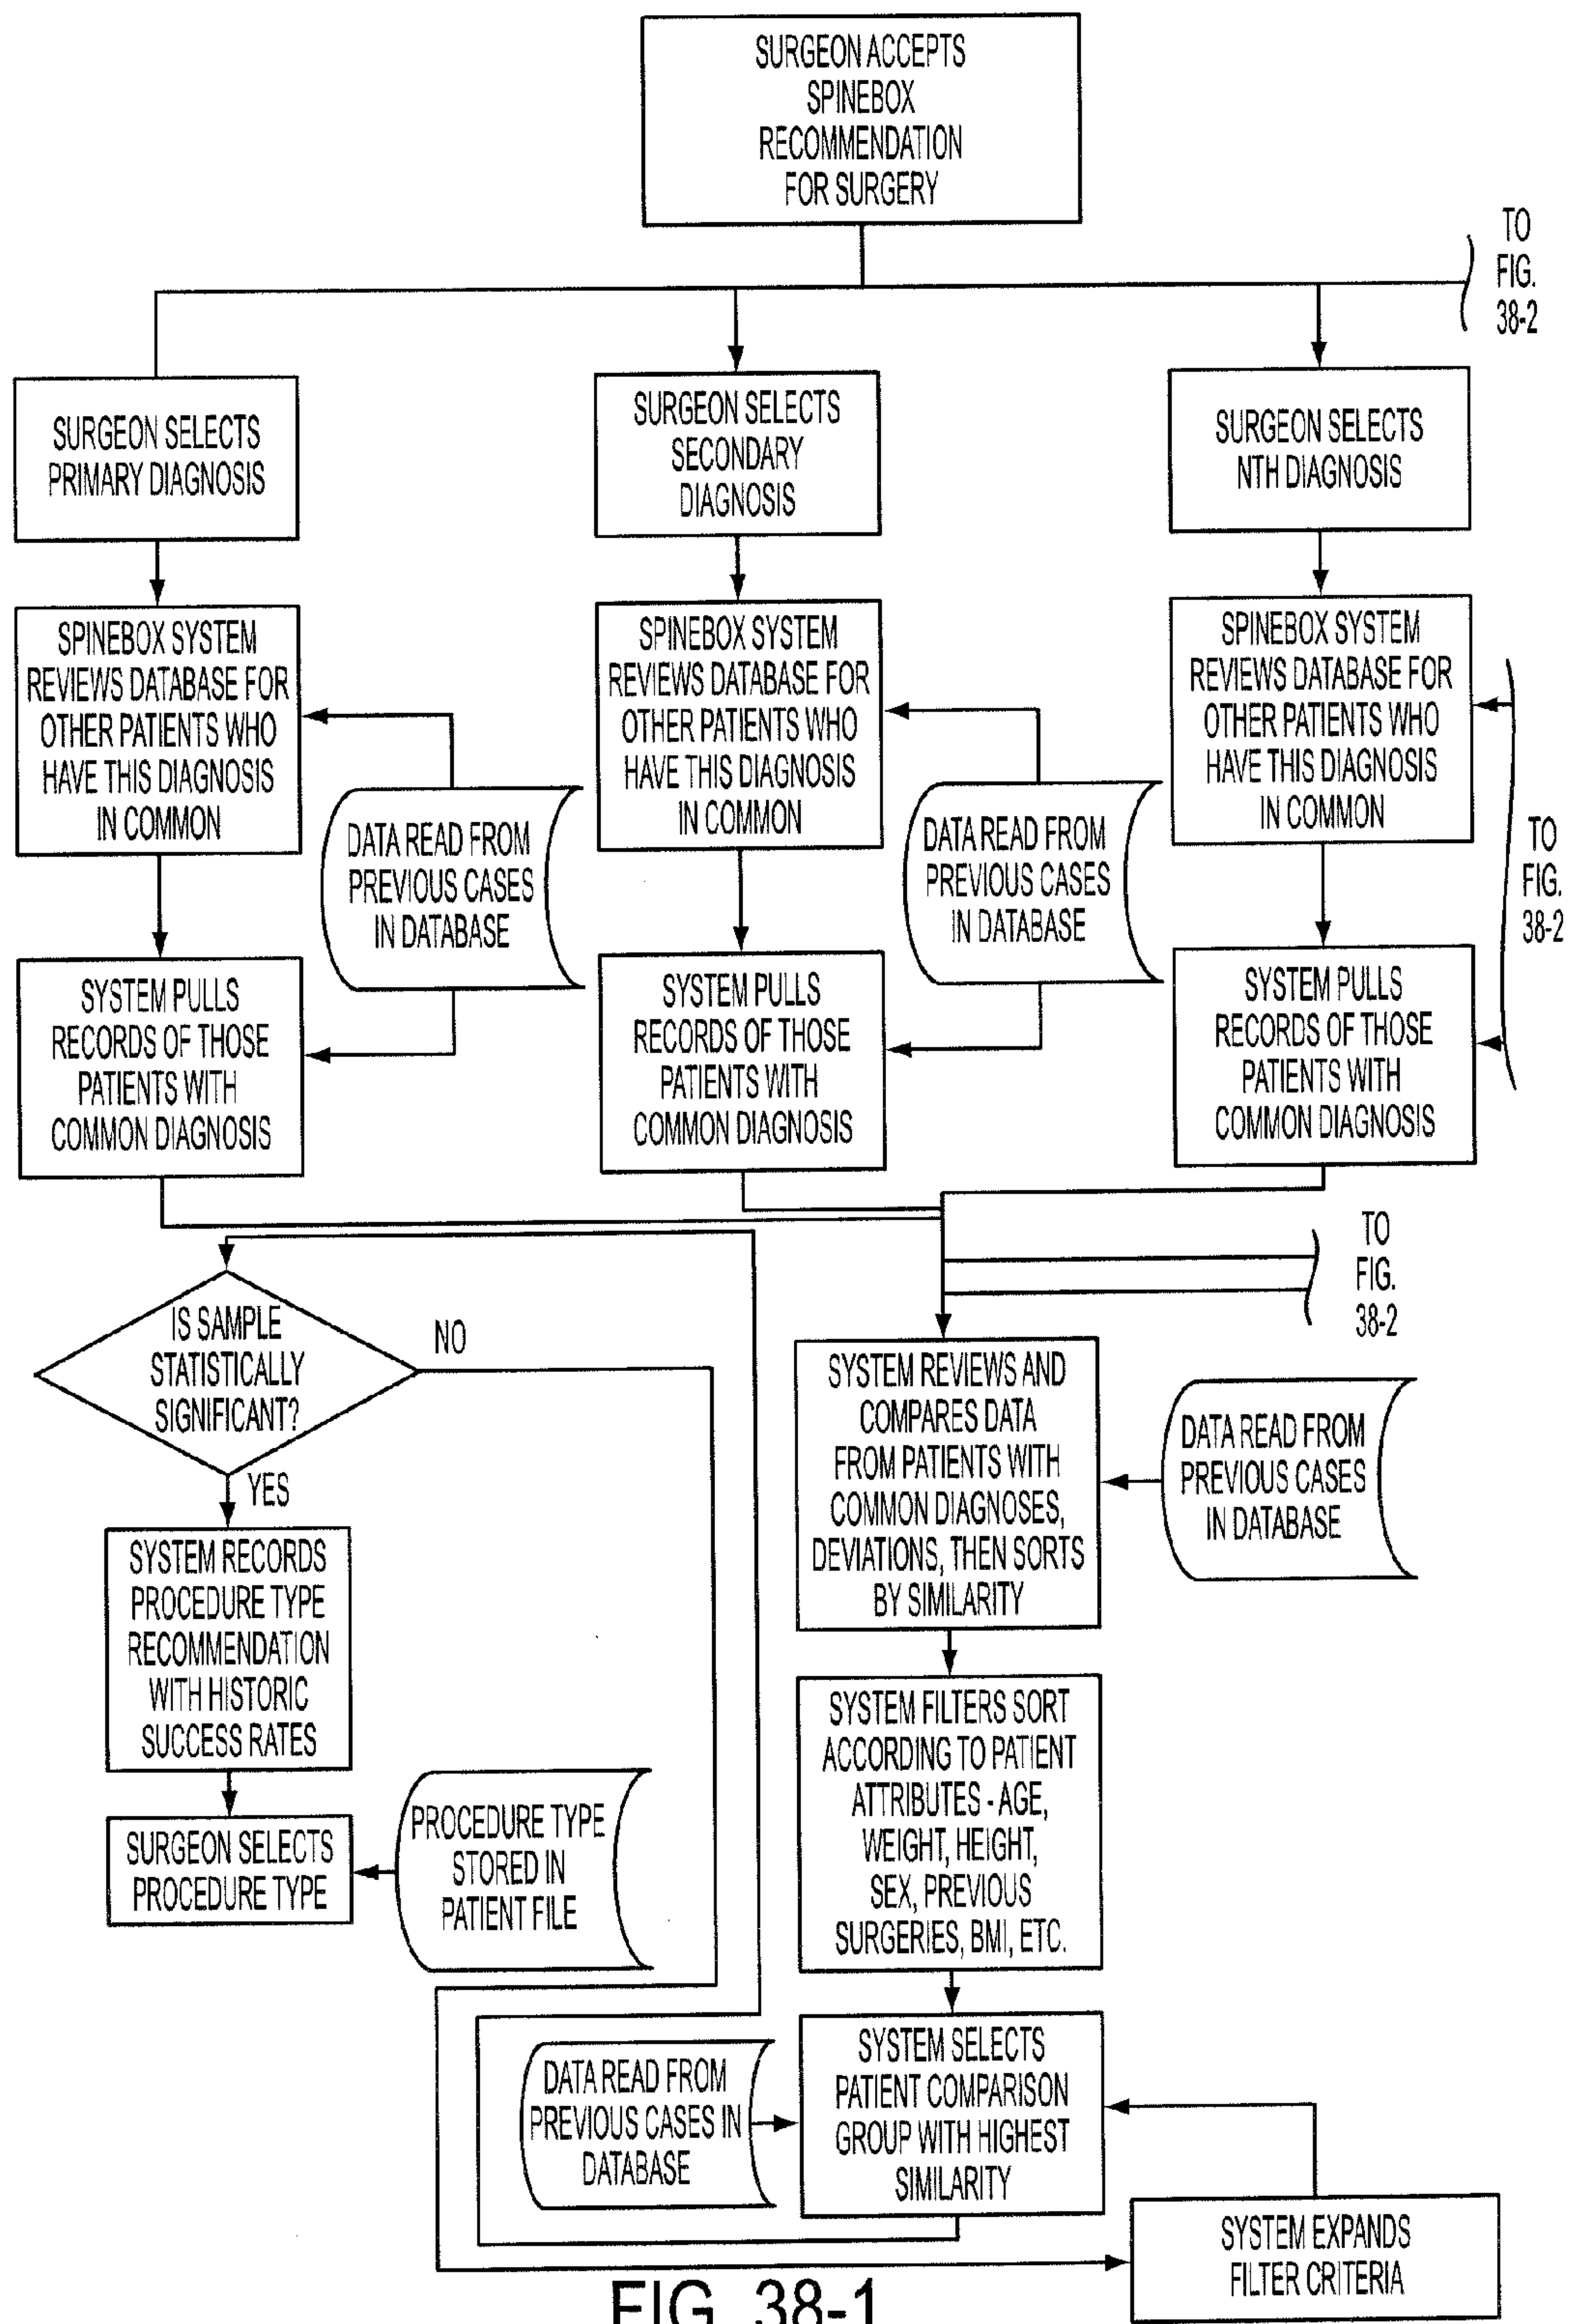 SURGEON ACCEPTS
SPINEBOX
RECOMMENDATION
FOR SURGERY
TO
FIG.
38-2
SURGEON SELECTS
PRIMARY DIAGNOSIS
SURGEON SELECTS
SECONDARY
DIAGNOSIS
SURGEON SELECTS
NTH DIAGNOSIS
SPINEBOX SYSTEM
REVIEWS DATABASE FOR
OTHER PATIENTS WHO
HAVE THIS DIAGNOSIS
IN COMMON
SPINEBOX SYSTEM
REVIEWS DATABASE FOR
OTHER PATIENTS WHO
HAVE THIS DIAGNOSIS
IN COMMON
SPINEBOX SYSTEM
REVIEWS DATABASE FOR
OTHER PATIENTS WHO
HAVE THIS DIAGNOSIS
IN COMMON
DATA READ FROM
PREVIOUS CASES
IN DATABASE
DATA READ FROM
PREVIOUS CASES
IN DATABASE
TO
FIG.
38-2
SYSTEM PULLS
RECORDS OF THOSE
PATIENTS WITH
COMMON DIAGNOSIS
SYSTEM PULLS
RECORDS OF THOSE
PATIENTS WITH
COMMON DIAGNOSIS
SYSTEM PULLS
RECORDS OF THOSE
PATIENTS WITH
COMMON DIAGNOSIS
TO
FIG.
38-2
IS SAMPLE
STATISTICALLY
SIGNIFICANT?
NO
YES
SYSTEM REVIEWS AND
COMPARES DATA
FROM PATIENTS WITH
COMMON DIAGNOSES,
DEVIATIONS, THEN SORTS
BY SIMILARITY
DATA READ FROM
PREVIOUS CASES
IN DATABASE
SYSTEM RECORDS
PROCEDURE TYPE
RECOMMENDATION
WITH HISTORIC
SUCCESS RATES
SYSTEM FILTERS SORT
ACCORDING TO PATIENT
ATTRIBUTES - AGE,
WEIGHT, HEIGHT,
SEX, PREVIOUS
SURGERIES, BMI, ETC.
SURGEON SELECTS
PROCEDURE TYPE
PROCEDURE TYPE
STORED IN
PATIENT FILE
DATA READ FROM
PREVIOUS CASES IN
DATABASE
SYSTEM SELECTS
PATIENT COMPARISON
GROUP WITH HIGHEST
SIMILARITY
SYSTEM EXPANDS
FILTER CRITERIA
FIG. 38-1